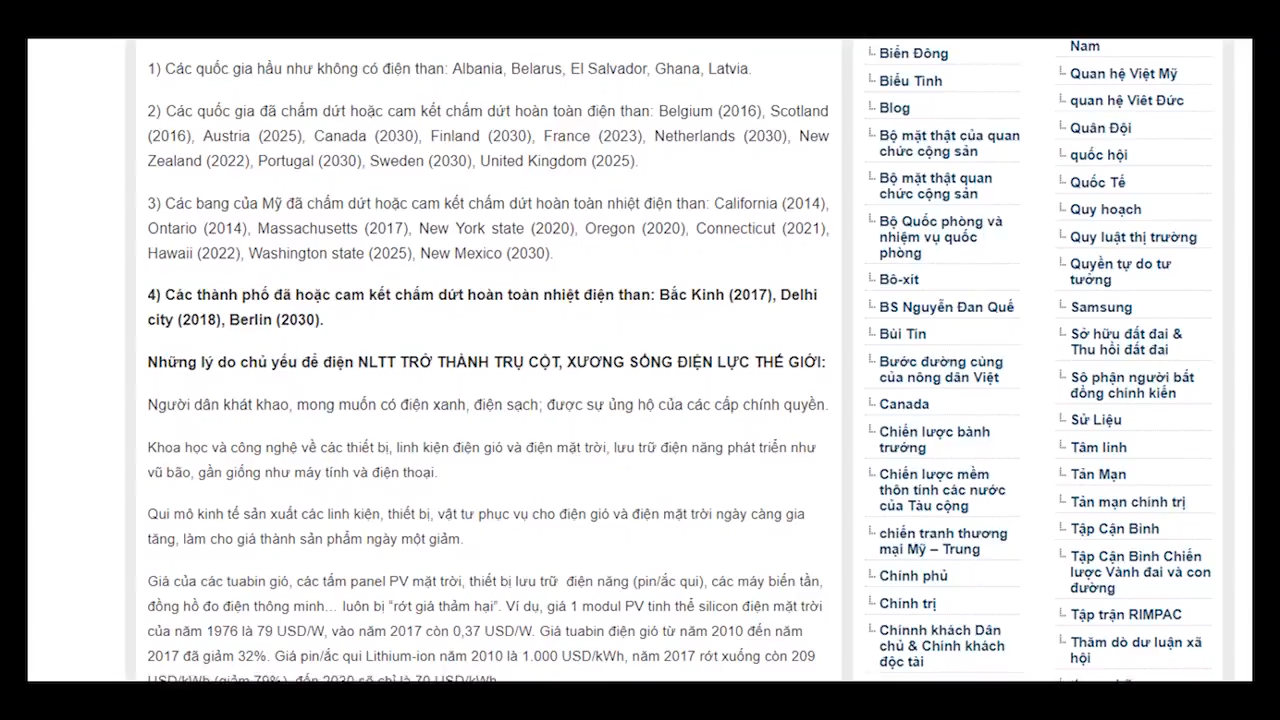 1) Các quốc gia hầu như không có điện than: Albania, Belarus, El Salvador, Ghana, Latvia.
2) Các quốc gia đã chấm dứt hoặc cam kết chấm dứt hoàn toàn điện than: Belgium (2016), Scotland
(2016), Austria (2025), Canada (2030), Finland (2030), France (2023), Netherlands (2030), New
Zealand (2022), Portugal (2030), Sweden (2030), United Kingdom (2025).
3) Các bang của Mỹ đã chấm dứt hoặc cam kết chấm dứt hoàn toàn nhiệt điện than: California (2014),
Ontario (2014), Massachusetts (2017), New York state (2020), Oregon (2020), Connecticut (2021),
Hawaii (2022), Washington state (2025), New Mexico (2030).
4) Các thành phố đã hoặc cam kết chấm dứt hoàn toàn nhiệt điện than: Bắc Kinh (2017), Delhi
city (2018), Berlin (2030).
Những lý do chủ yếu để điện NLTT TRỞ THÀNH TRỤ CỘT, XƯƠNG SỐNG ĐIỆN LỰC THẾ GIỚI:
Người dân khát khao, mong muốn có điện xanh, điện sạch; được sự ủng hộ của các cấp chính quyền.
Khoa học và công nghệ về các thiết bị, linh kiện điện gió và điện mặt trời, lưu trữ điện năng phát triển như
vũ bão, gần giống như máy tính và điện thoại.
Qui mô kinh tế sản xuất các linh kiện, thiết bị, vật tư phục vụ cho điện gió và điện mặt trời ngày càng gia
tăng, làm cho giá thành sản phẩm ngày một giảm.
Giá của các tuabin gió, các tấm panel PV mặt trời, thiết bị lưu trữ điện năng (pin/ắc qui), các máy biến tần,
đồng hồ đo điện thông minh… luôn bị “rớt giá thảm hại”. Ví dụ, giá 1 modul PV tinh thể silicon điện mặt trời
của năm 1976 là 79 USD/W, vào năm 2017 còn 0,37 USD/W. Giá tuabin điện gió từ năm 2010 đến năm
2017 đã giảm 32%. Giá pin/ắc qui Lithium-ion năm 2010 là 1.000 USD/kWh, năm 2017 rớt xuống còn 209
USD/kWh (giảm 79%), đến 2030 sẽ chỉ là 70 USD/kWh
Biển Đông
Biểu Tình
Blog
Bộ mặt thật của quan
chức cộng sản
Bộ mặt thật quan
chức cộng sản
Bộ Quốc phòng và
nhiệm vụ quốc
phòng
Bô-xít
BS Nguyễn Đan Quế
Bùi Tín
Bước đường cùng
của nông dân Việt
Canada
Chiến lược bành
trướng
Chiến lược mềm
thôn tính các nước
của Tàu cộng
chiến tranh thương
mại Mỹ – Trung
Chính phủ
Chính trị
Chínnh khách Dân
chủ & Chính khách
độc tài
Nam
Quan hệ Việt Mỹ
quan hệ Viêt Đức
Quân Đội
quốc hội
Quốc Tế
Quy hoạch
Quy luật thị trường
Quyền tự do tư
tưởng
Samsung
Sở hữu đất đai &
Thu hồi đất đai
Số phận người bất
đồng chính kiến
Sử Liệu
Tâm linh
Tản Mạn
Tản mạn chính trị
Tập Cận Bình
Tập Cận Bình Chiến
lược Vành đai và con
đường
Tập trận RIMPAC
Thăm dò dư luận xã
hội